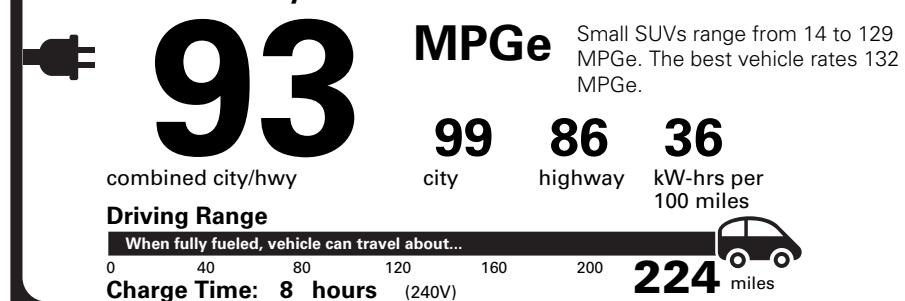 93
MPGe
Small SUVs range from 14 to 129
MPGe. The best vehicle rates 132
MPGe.
99 86 36
combined city/hwy city highway kW-hrs per
100 miles
Driving Range
When fully fueled, vehicle can travel about...
0 40 80 120 160 200 224 miles
Charge Time: 8 hours (240V)